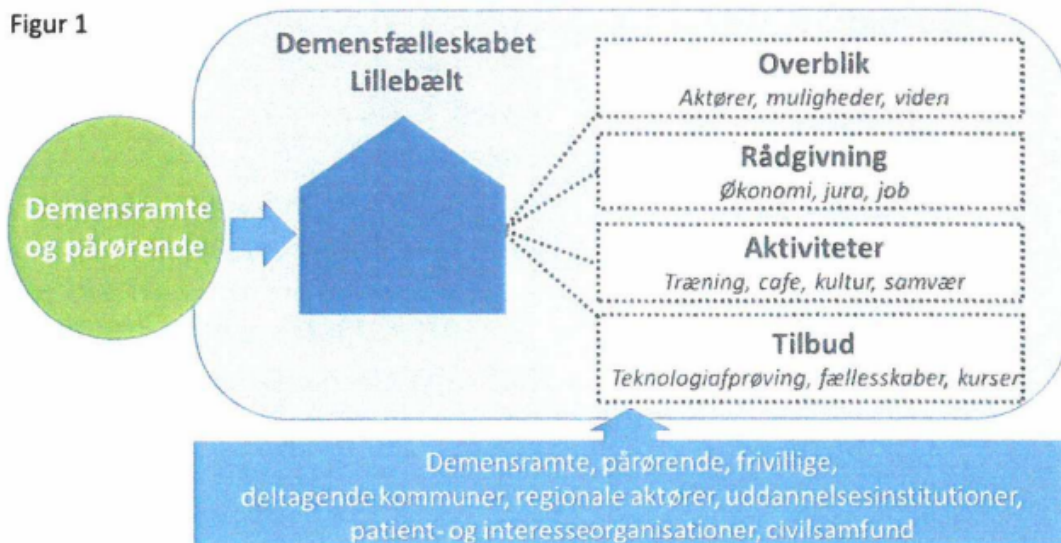 Figur 1
Demensfælleskabet
Lillebælt
Demensramte
og pårørende
Overblik
Aktører, muligheder, viden
Rådgivning
Økonomi, jura, job
Aktiviteter
Træning, cafe, kultur, samvær
Tilbud
Teknologiafprøving, fællesskaber, kurser
Demensramte, pårørende, frivillige,
deltagende kommuner, regionale aktører, uddannelsesinstitutioner,
patient- og interesseorganisationer, civilsamfund